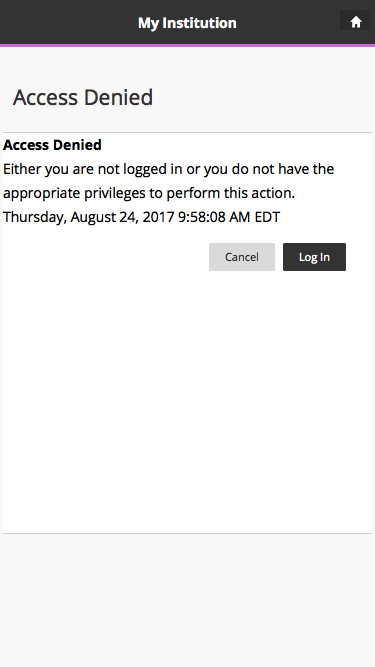 My Institution
Access Denied
Access Denied
Either you are not logged in or you do not have the
appropriate privileges to perform this action.
Thursday, August 24, 2017 9:58:08 AM EDT
Cancel
Log In